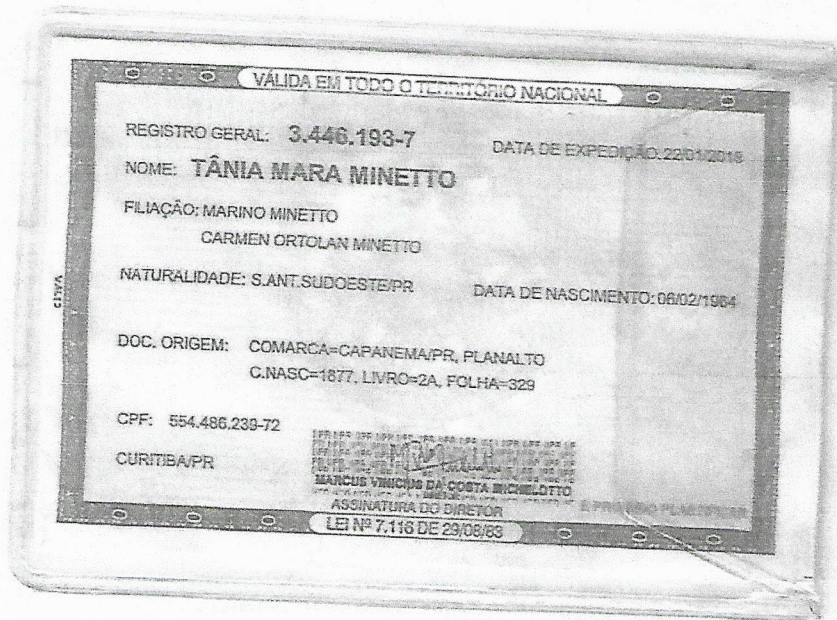 VÁLIDA EM TODO O TERRITÓRIO NACIONAL
REGISTRO GERAL: 3.446.193-7 DATA DE EXPEDIÇÃO: 22/01/2018
NOME: TÂNIA MARA MINETTO
FILIAÇÃO: MARINO MINETTO
CARMEN ORTOLAN MINETTO
NATURALIDADE: S.ANT.SUDOESTE/PR DATA DE NASCIMENTO: 06/02/1964
DOC. ORIGEM: COMARCA=CAPANEMA/PR, PLANALTO
C.NASC=1877, LIVRO=2A, FOLHA=329
CPF: 554.486.239-72
CURITIBA/PR
MARCUS VINICIUS DA COSTA MICHELOTTO
ASSINATURA DO DIRETOR
É PROIBIDO PLASTIFICAR
LEI Nº 7.116 DE 29/08/83